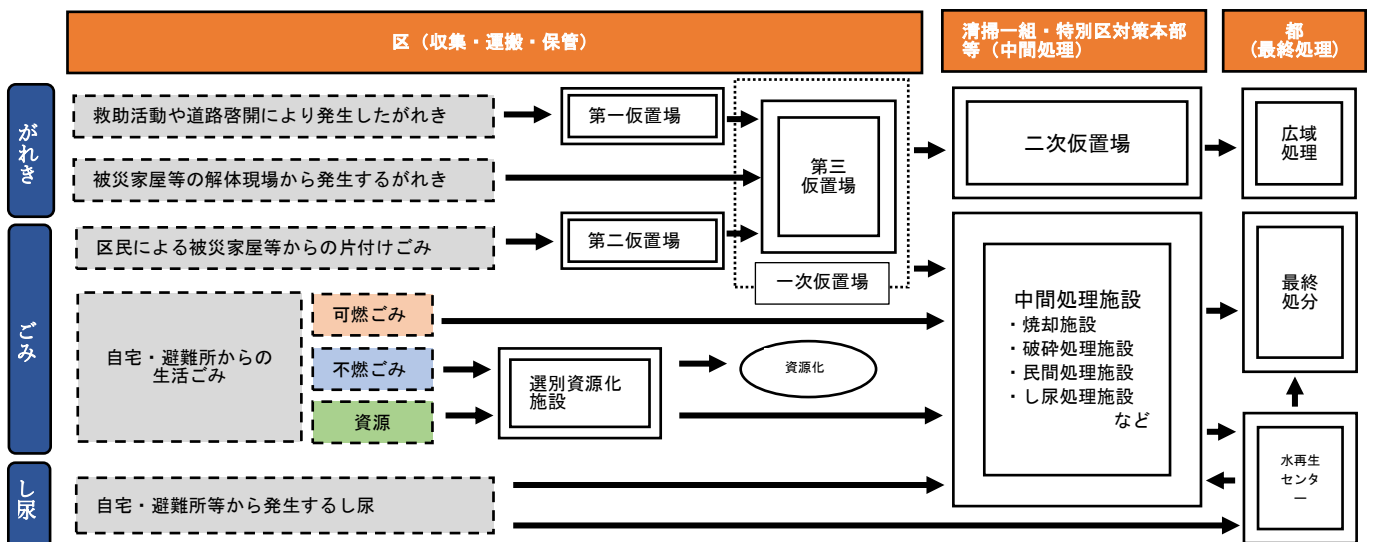 区（収集・運搬・保管）
清掃一組・特別区対策本部
等（中間処理）
都
（最終処理）
がれき
救助活動や道路啓開により発生したがれき
第一仮置場
第三
仮置場
二次仮置場
広域
処理
被災家屋等の解体現場から発生するがれき
ごみ
区民による被災家屋等からの片付けごみ
第二仮置場
一次仮置場
自宅・避難所からの
生活ごみ
可燃ごみ
不燃ごみ
資源
選別資源化
施設
資源化
中間処理施設
・焼却施設
・破砕処理施設
・民間処理施設
・し尿処理施設
など
最終
処分
水再生
センタ
ー
し尿
自宅・避難所等から発生するし尿